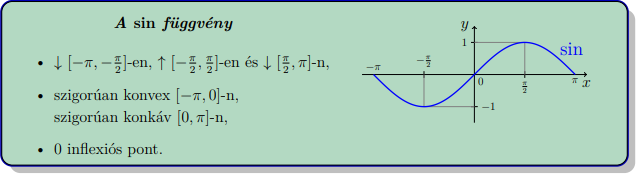 A sin függvény
• ↓ [−π, −π/2]-en, ↑ [−π/2, π/2]-en és ↓ [π/2, π]-n,
• szigorúan konvex [−π, 0]-n,
szigorúan konkáv [0, π]-n,
• 0 inflexiós pont.
y
1
sin
−π
−π/2
0
π/2
π
x
−1